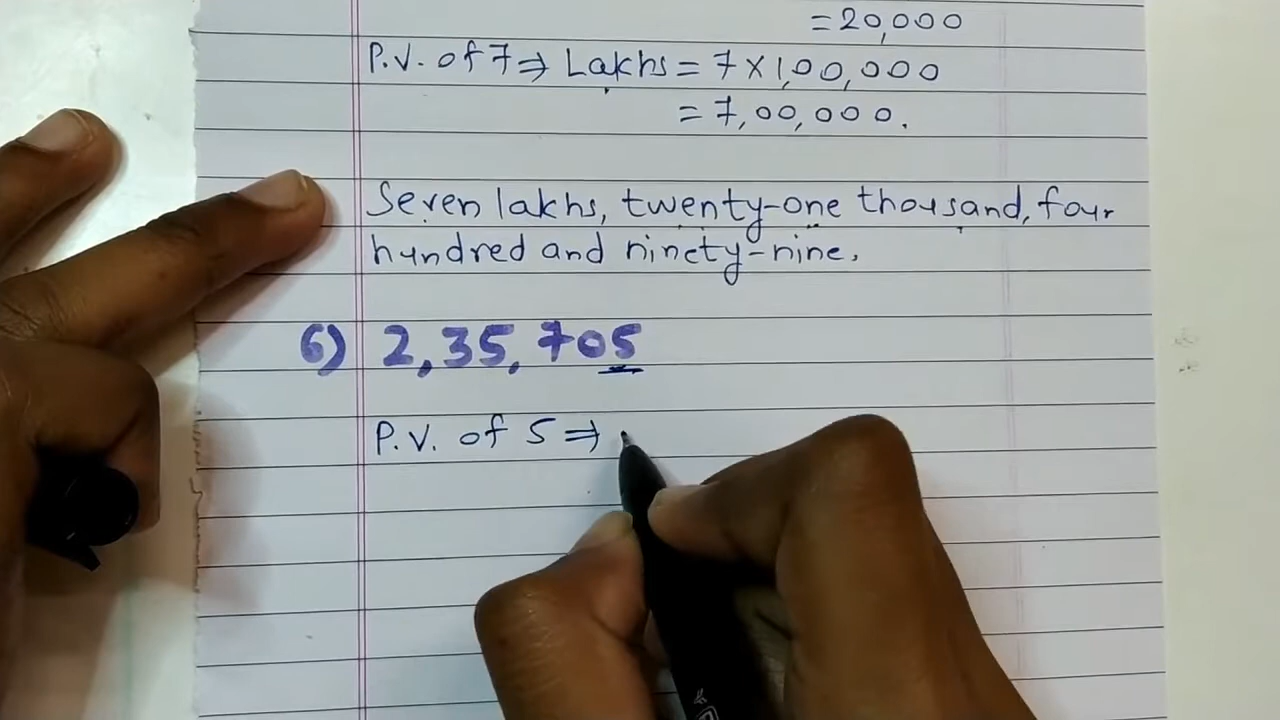 =20,000
P.V. of 7⇒ Lakhs = 7×1,00,000
= 7,00,000.
Seven lakhs, twenty-one thousand, four
hundred and ninety-nine.
6) 2,35,705
P.V. of 5⇒